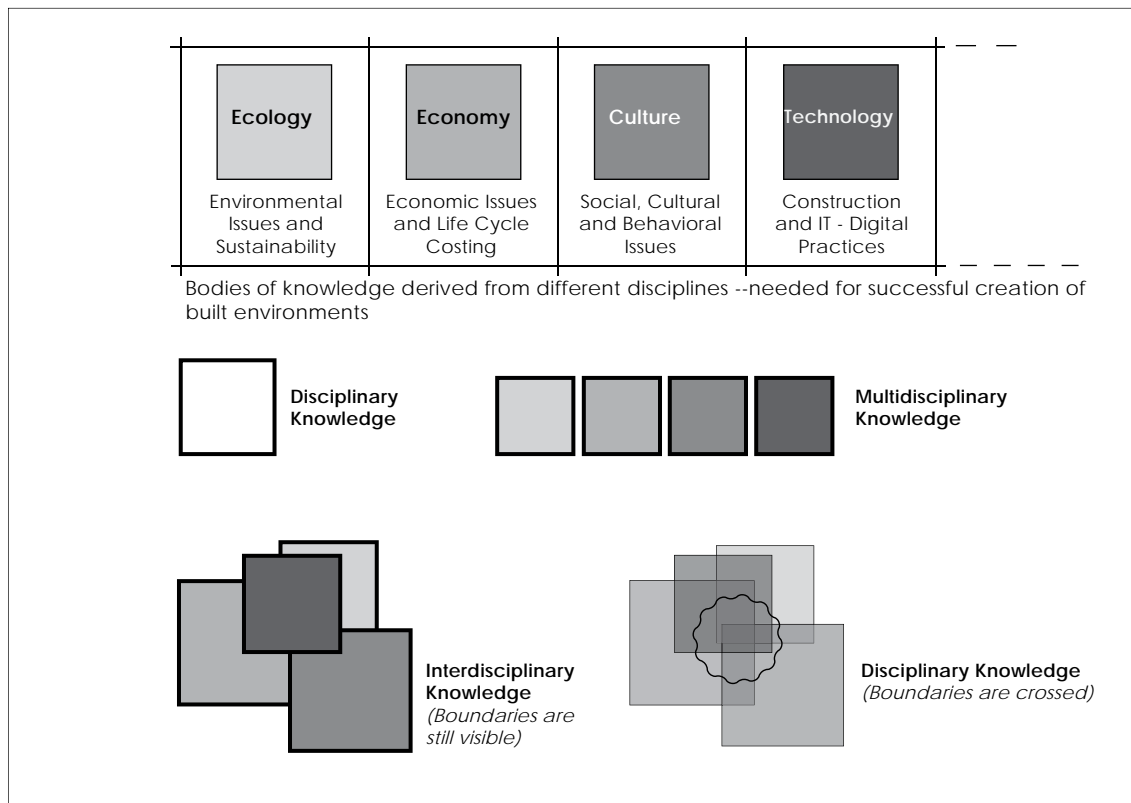 Ecology
Economy
Culture
Technology
Environmental
Issues and
Sustainability
Economic Issues
and Life Cycle
Costing
Social, Cultural
and Behavioral
Issues
Construction
and IT - Digital
Practices
Bodies of knowledge derived from different disciplines --needed for successful creation of
built environments
Disciplinary
Knowledge
Multidisciplinary
Knowledge
Interdisciplinary
Knowledge
(Boundaries are
still visible)
Disciplinary Knowledge
(Boundaries are crossed)